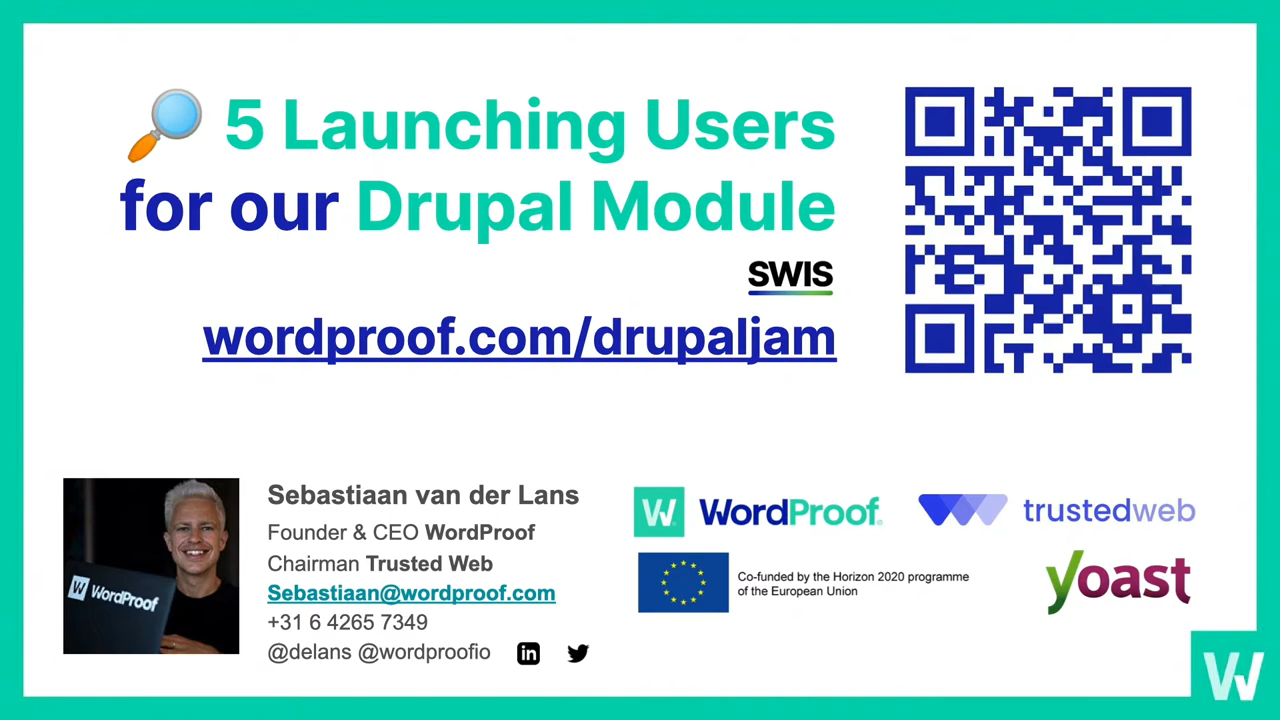 5 Launching Users
for our Drupal Module
SWIS
wordproof.com/drupaljam
Sebastiaan van der Lans
Founder & CEO WordProof
Chairman Trusted Web
Sebastiaan@wordproof.com
+31 6 4265 7349
@delans @wordproofio
in
WordProof
W WordProof
trustedweb
Co-funded by the Horizon 2020 programme
of the European Union
yoast
W